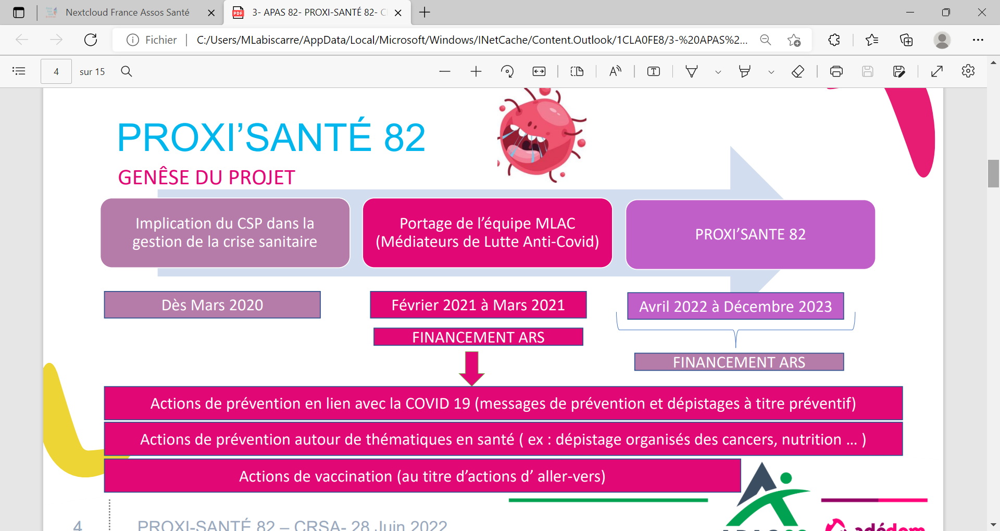 Nextcloud France Assos Santé
3- APAS 82- PROXI-SANTÉ 82- C
Fichier
C:/Users/MLabiscarre/AppData/Local/Microsoft/Windows/INetCache/Content.Outlook/1CLA0FE8/3-%20APAS%2...
4
sur 15
PROXI’SANTÉ 82
GENÊSE DU PROJET
Implication du CSP dans la
gestion de la crise sanitaire
Portage de l’équipe MLAC
(Médiateurs de Lutte Anti-Covid)
PROXI’SANTE 82
Dès Mars 2020
Février 2021 à Mars 2021
Avril 2022 à Décembre 2023
FINANCEMENT ARS
FINANCEMENT ARS
Actions de prévention en lien avec la COVID 19 (messages de prévention et dépistages à titre préventif)
Actions de prévention autour de thématiques en santé ( ex : dépistage organisés des cancers, nutrition ... )
Actions de vaccination (au titre d’actions d’ aller-vers)
4
PROXI-SANTÉ 82 – CRSA- 28 Juin 2022
adédom